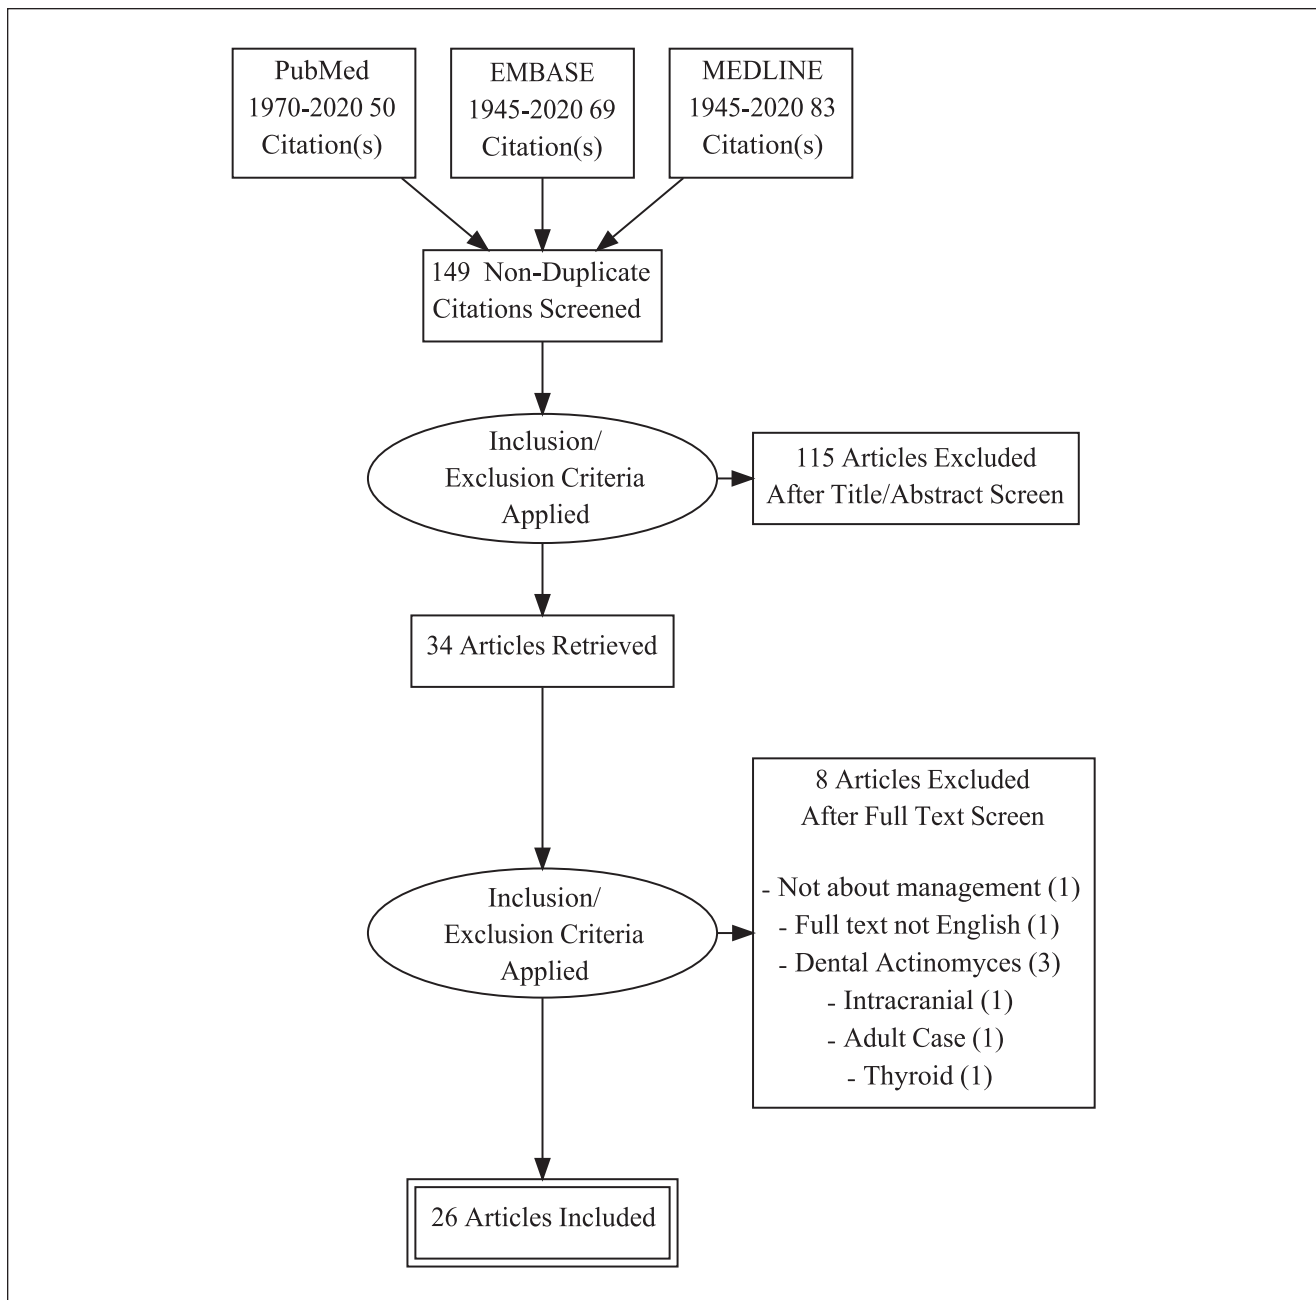 PubMed
1970-2020 50
Citation(s)
EMBASE
1945-2020 69
Citation(s)
MEDLINE
1945-2020 83
Citation(s)
149 Non-Duplicate
Citations Screened
Inclusion/
Exclusion Criteria
Applied
115 Articles Excluded
After Title/Abstract Screen
34 Articles Retrieved
8 Articles Excluded
After Full Text Screen
- Not about management (1)
- Full text not English (1)
- Dental Actinomyces (3)
- Intracranial (1)
- Adult Case (1)
- Thyroid (1)
Inclusion/
Exclusion Criteria
Applied
26 Articles Included